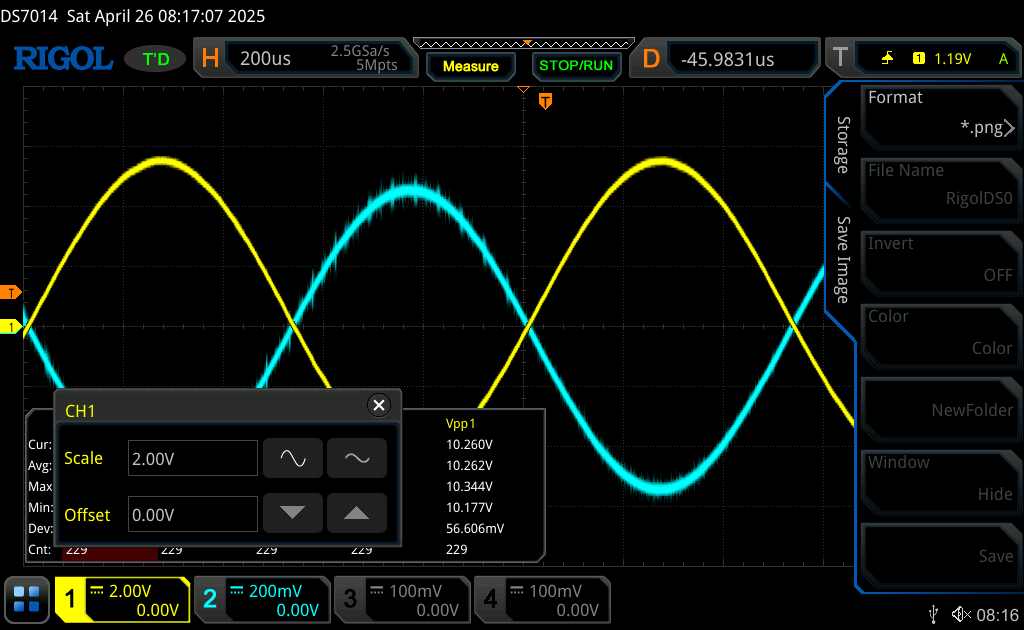 DS7014 Sat April 26 08:17:07 2025
RIGOL
T'D
H 200us 2.5GSa/s
5Mpts
Measure
STOP/RUN
D -45.9831us
T 1 1.19V A
T
T
1
Storage
Save Image
Format
*.png
File Name
RigolDS0
Invert
OFF
Color
Color
NewFolder
Window
Hide
Save
CH1
Scale 2.00V
Offset 0.00V
Vpp1
Cur: 10.260V
Avg: 10.262V
Max 10.344V
Min: 10.177V
Dev: 56.606mV
Cnt: 229 229 229 229 229
1 2.00V
0.00V
2 200mV
0.00V
3 100mV
0.00V
4 100mV
0.00V
08:16